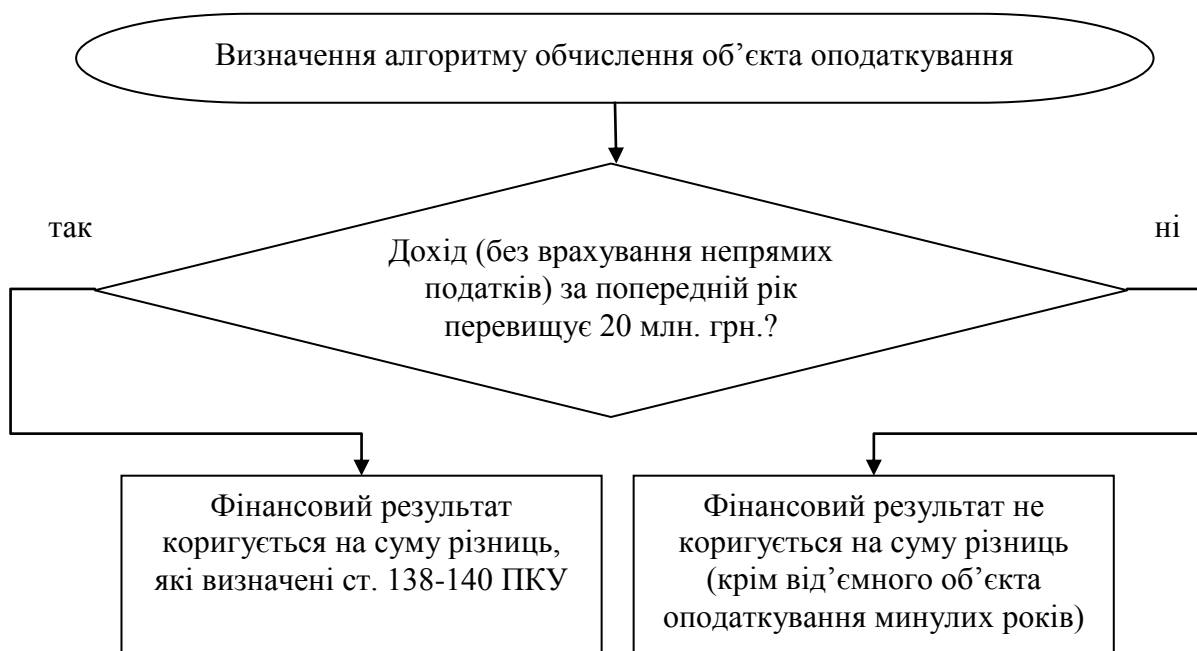 Визначення алгоритму обчислення об’єкта оподаткування
так
ні
Дохід (без врахування непрямих
податків) за попередній рік
перевищує 20 млн. грн.?
Фінансовий результат
коригується на суму різниць,
які визначені ст. 138-140 ПКУ
Фінансовий результат не
коригується на суму різниць
(крім від’ємного об’єкта
оподаткування минулих років)